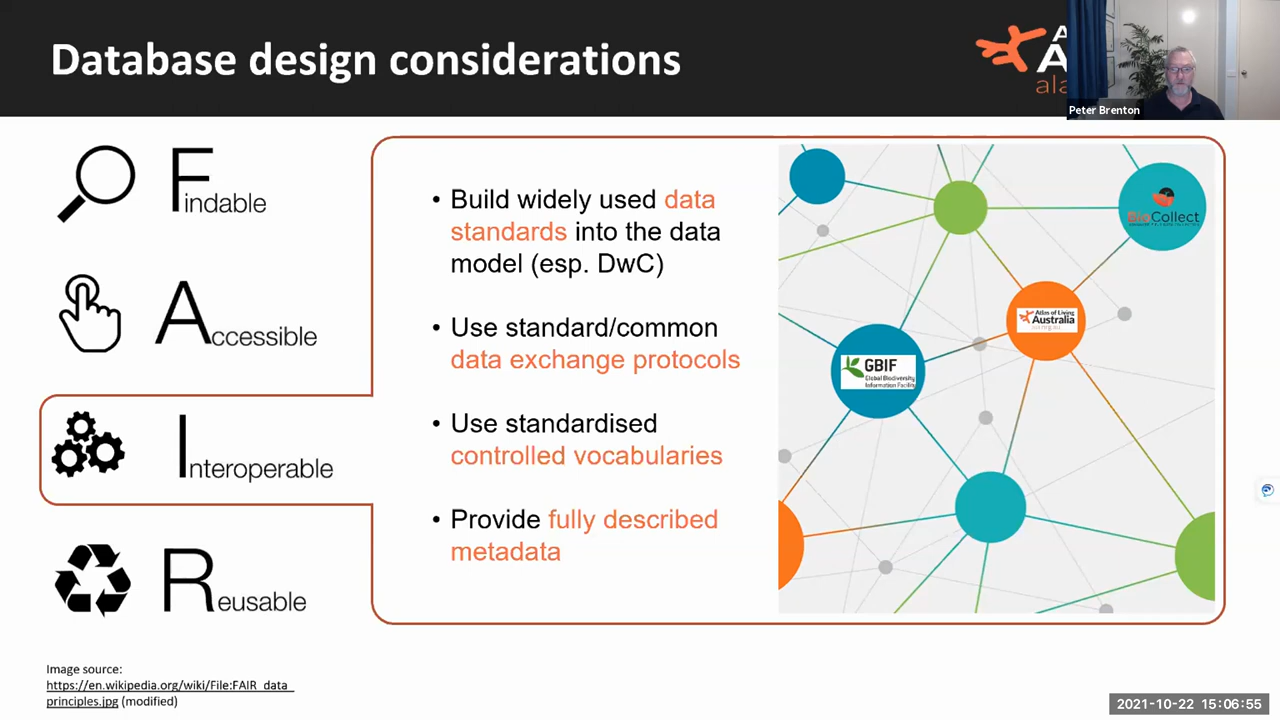 Database design considerations
A
A
ala
Peter Brenton
Findable
Accessible
Interoperable
Reusable
• Build widely used data
standards into the data
model (esp. DwC)
• Use standard/common
data exchange protocols
• Use standardised
controlled vocabularies
• Provide fully described
metadata
BioCollect
Atlas of Living
Australia
GBIF
Global Biodiversity
Information Facilit
Image source:
https://en.wikipedia.org/wiki/File:FAIR_data_
principles.jpg (modified)
2021-10-22 15:06:55